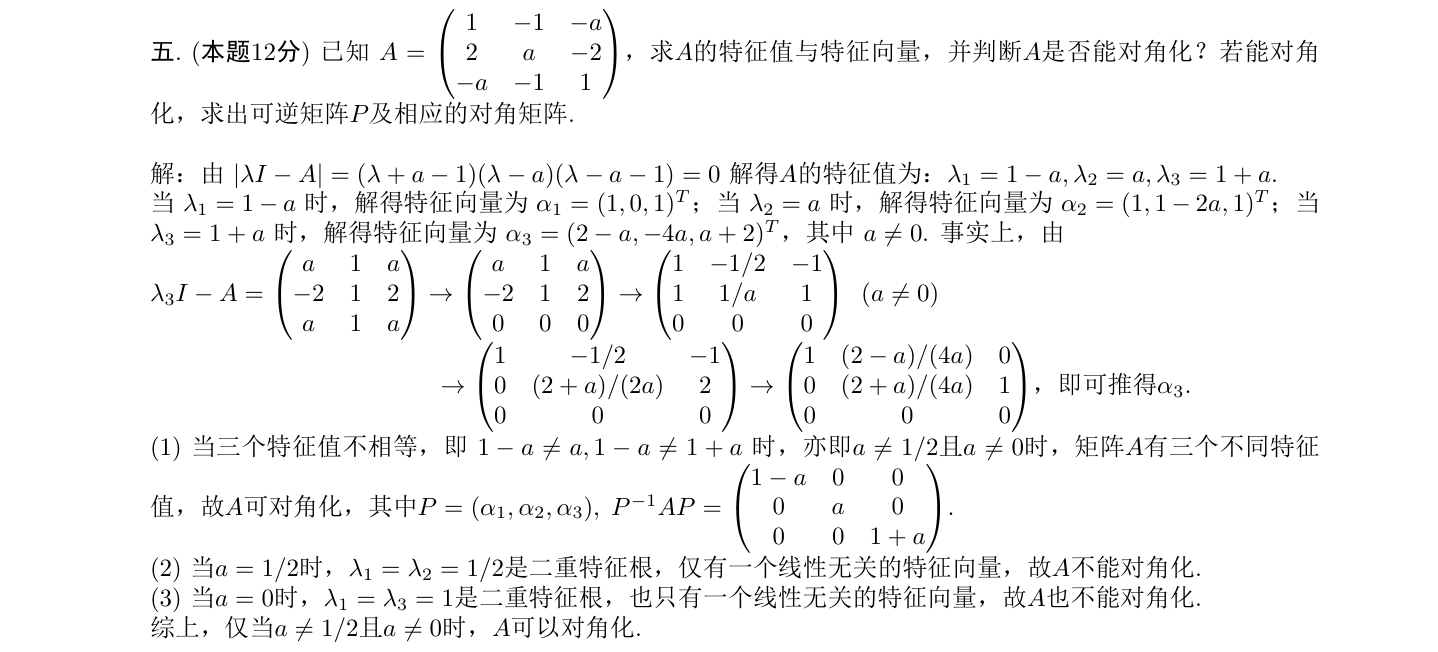 五. (本题12分) 已知 $A = \begin{pmatrix} 1 & -1 & -a \\ 2 & a & -2 \\ -a & -1 & 1 \end{pmatrix}$，求A的特征值与特征向量，并判断A是否能对角化？若能对角
化，求出可逆矩阵P及相应的对角矩阵.
解：由 $|\lambda I - A| = (\lambda + a - 1)(\lambda - a)(\lambda - a - 1) = 0$ 解得A的特征值为：$\lambda_1 = 1 - a, \lambda_2 = a, \lambda_3 = 1 + a$.
当 $\lambda_1 = 1 - a$ 时，解得特征向量为 $\alpha_1 = (1, 0, 1)^T$；当 $\lambda_2 = a$ 时，解得特征向量为 $\alpha_2 = (1, 1 - 2a, 1)^T$；当
$\lambda_3 = 1 + a$ 时，解得特征向量为 $\alpha_3 = (2 - a, -4a, a + 2)^T$，其中 $a \neq 0$. 事实上，由
$\lambda_3 I - A = \begin{pmatrix} a & 1 & a \\ -2 & 1 & 2 \\ a & 1 & a \end{pmatrix} \to \begin{pmatrix} a & 1 & a \\ -2 & 1 & 2 \\ 0 & 0 & 0 \end{pmatrix} \to \begin{pmatrix} 1 & -1/2 & -1 \\ 1 & 1/a & 1 \\ 0 & 0 & 0 \end{pmatrix} \quad (a \neq 0)$
$\to \begin{pmatrix} 1 & -1/2 & -1 \\ 0 & (2 + a)/(2a) & 2 \\ 0 & 0 & 0 \end{pmatrix} \to \begin{pmatrix} 1 & (2 - a)/(4a) & 0 \\ 0 & (2 + a)/(4a) & 1 \\ 0 & 0 & 0 \end{pmatrix}$，即可推得$\alpha_3$.
(1) 当三个特征值不相等，即 $1 - a \neq a, 1 - a \neq 1 + a$ 时，亦即$a \neq 1/2$且$a \neq 0$时，矩阵A有三个不同特征
值，故A可对角化，其中$P = (\alpha_1, \alpha_2, \alpha_3)$, $P^{-1}AP = \begin{pmatrix} 1 - a & 0 & 0 \\ 0 & a & 0 \\ 0 & 0 & 1 + a \end{pmatrix}$.
(2) 当$a = 1/2$时，$\lambda_1 = \lambda_2 = 1/2$是二重特征根，仅有一个线性无关的特征向量，故A不能对角化.
(3) 当$a = 0$时，$\lambda_1 = \lambda_3 = 1$是二重特征根，也只有一个线性无关的特征向量，故A也不能对角化.
综上，仅当$a \neq 1/2$且$a \neq 0$时，A可以对角化.